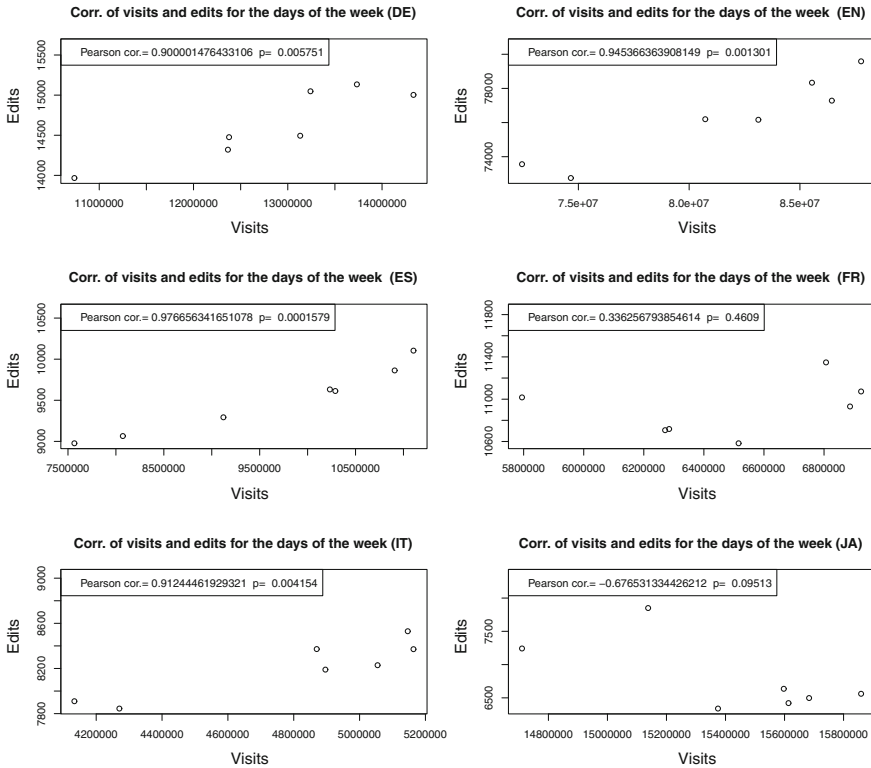 Corr. of visits and edits for the days of the week (DE)
Pearson cor.= 0.900001476433106 p= 0.005751
Edits
14000 14500 15000 15500
11000000 12000000 13000000 14000000
Visits
Corr. of visits and edits for the days of the week (EN)
Pearson cor.= 0.945366363908149 p= 0.001301
Edits
74000 78000
7.5e+07 8.0e+07 8.5e+07
Visits
Corr. of visits and edits for the days of the week (ES)
Pearson cor.= 0.976656341651078 p= 0.0001579
Edits
9000 9500 10000 10500
7500000 8500000 9500000 10500000
Visits
Corr. of visits and edits for the days of the week (FR)
Pearson cor.= 0.336256793854614 p= 0.4609
Edits
10600 11000 11400 11800
5800000 6000000 6200000 6400000 6600000 6800000
Visits
Corr. of visits and edits for the days of the week (IT)
Pearson cor.= 0.91244461929321 p= 0.004154
Edits
7800 8200 8600 9000
4200000 4400000 4600000 4800000 5000000 5200000
Visits
Corr. of visits and edits for the days of the week (JA)
Pearson cor.= −0.676531334426212 p= 0.09513
Edits
6500 7500
14800000 15000000 15200000 15400000 15600000 15800000
Visits